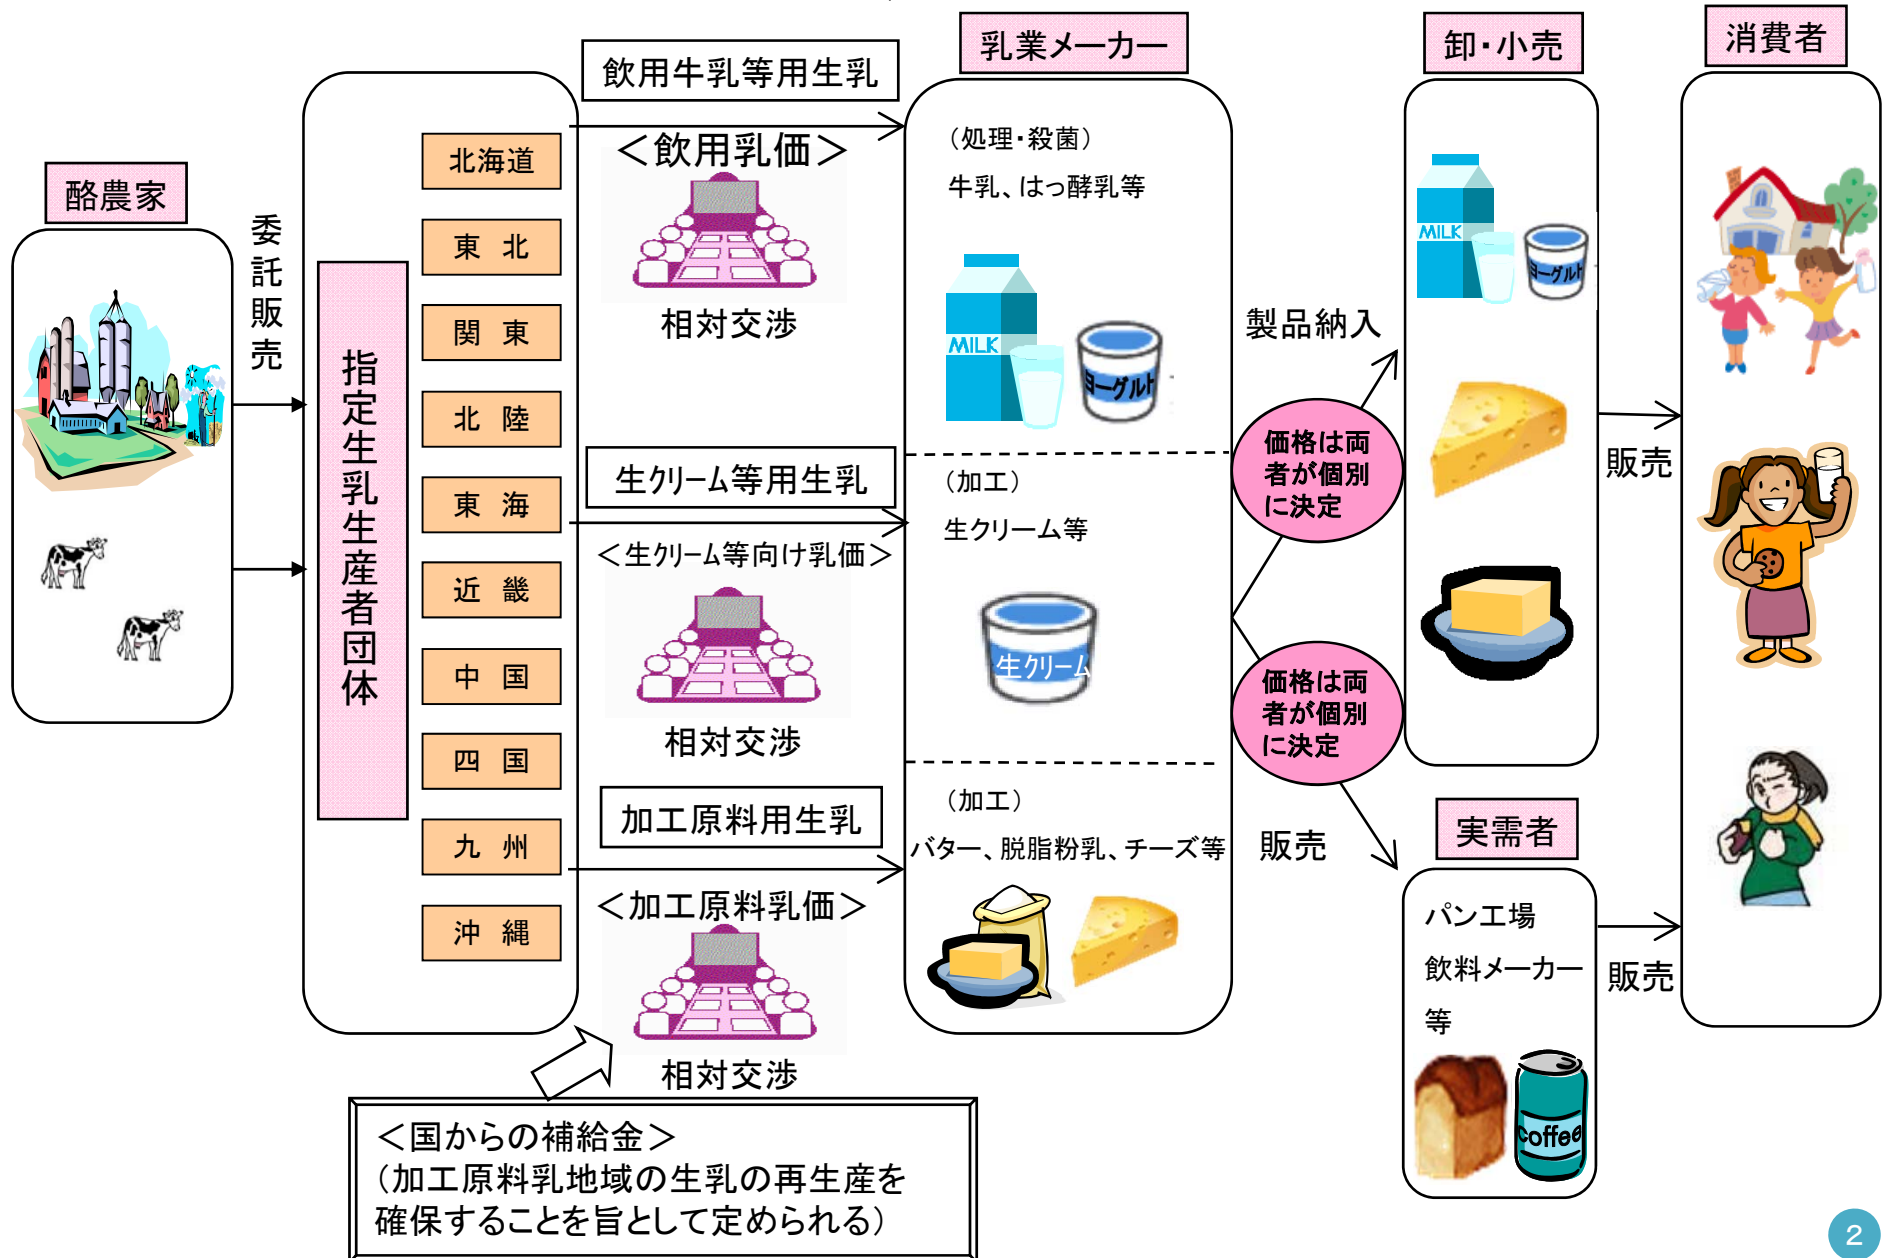 酪農家
委託販売
指定生乳生産者団体
北海道
東 北
関 東
北 陸
東 海
近 畿
中 国
四 国
九 州
沖 縄
飲用牛乳等用生乳
＜飲用乳価＞
相対交渉
生クリーム等用生乳
＜生クリーム等向け乳価＞
相対交渉
加工原料用生乳
＜加工原料乳価＞
相対交渉
＜国からの補給金＞
（加工原料乳地域の生乳の再生産を
確保することを旨として定められる）
乳業メーカー
（処理・殺菌）
牛乳、はっ酵乳等
MILK
ヨーグルト
（加工）
生クリーム等
生クリーム
（加工）
バター、脱脂粉乳、チーズ等
製品納入
価格は両
者が個別
に決定
価格は両
者が個別
に決定
販売
卸・小売
MILK
ヨーグルト
実需者
パン工場
飲料メーカー
等
coffee
販売
販売
消費者
2